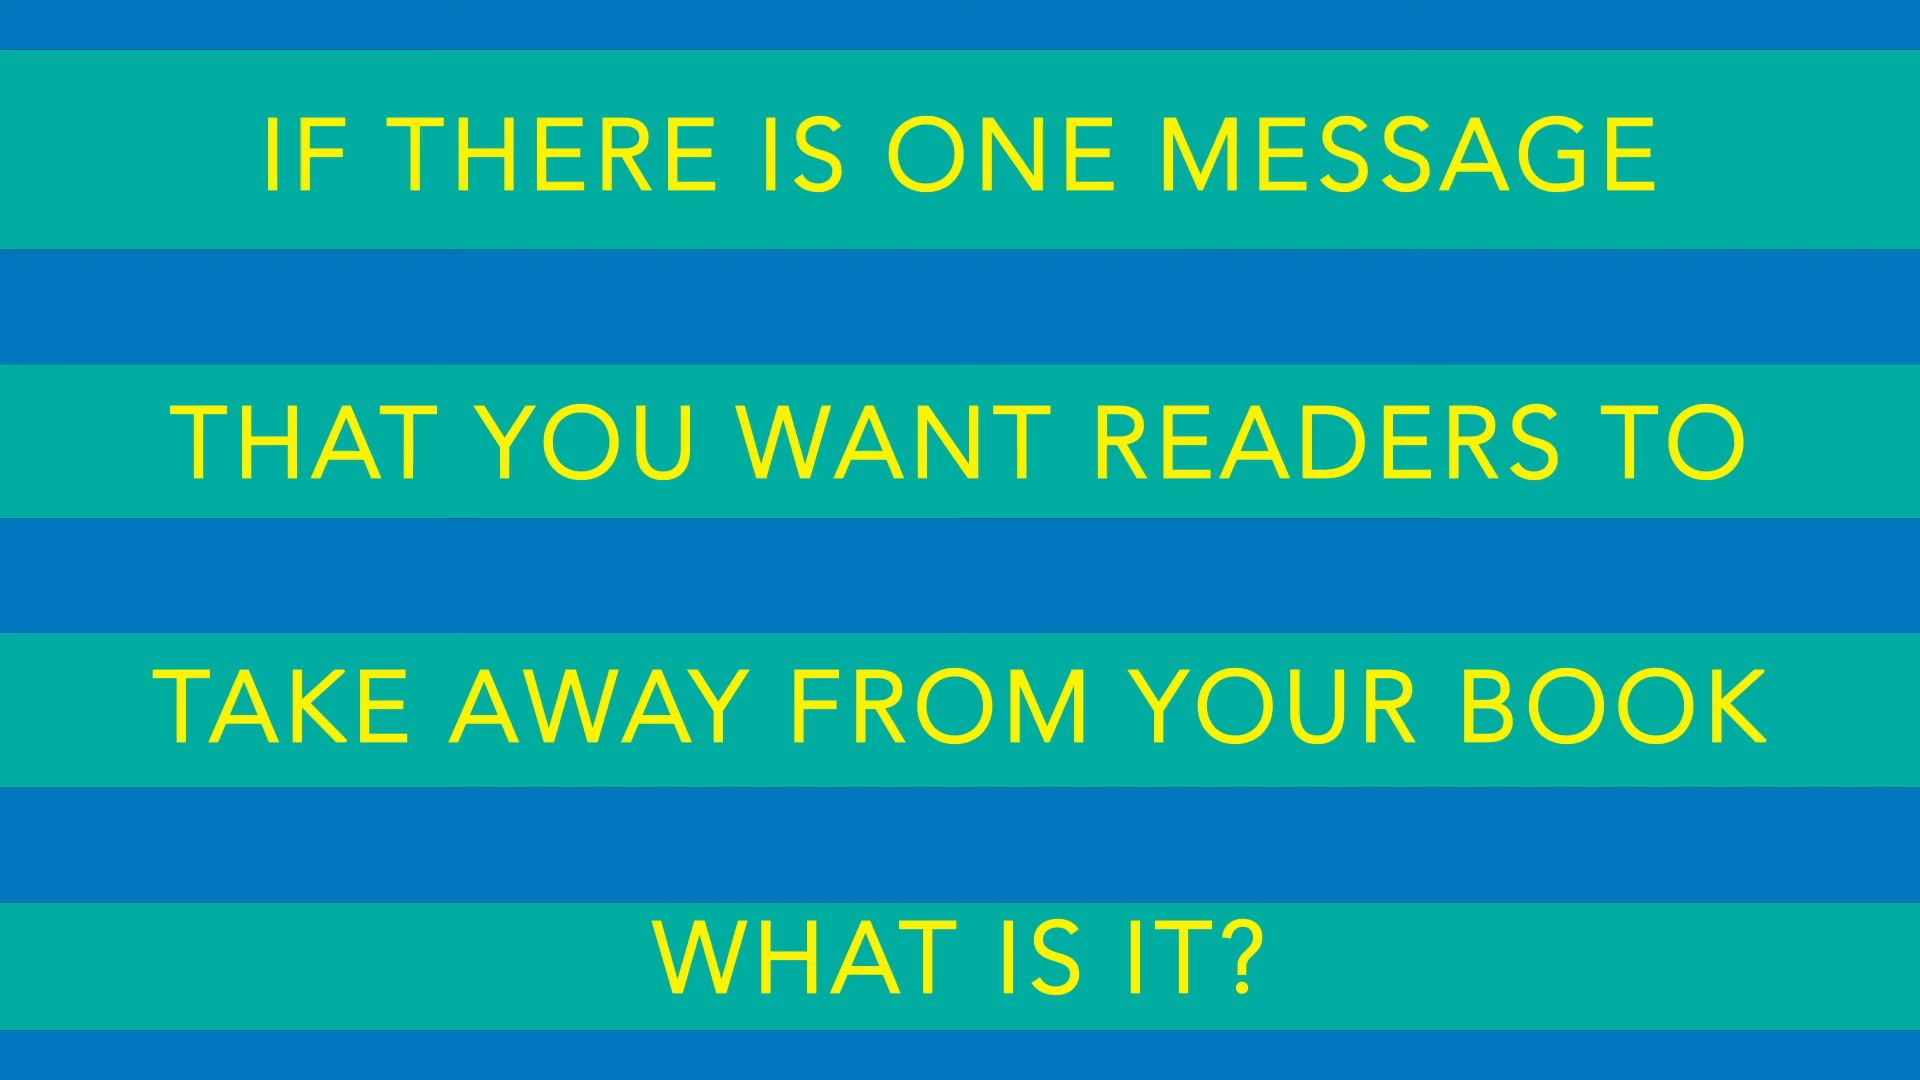 IF THERE IS ONE MESSAGE
THAT YOU WANT READERS TO
TAKE AWAY FROM YOUR BOOK
WHAT IS IT?